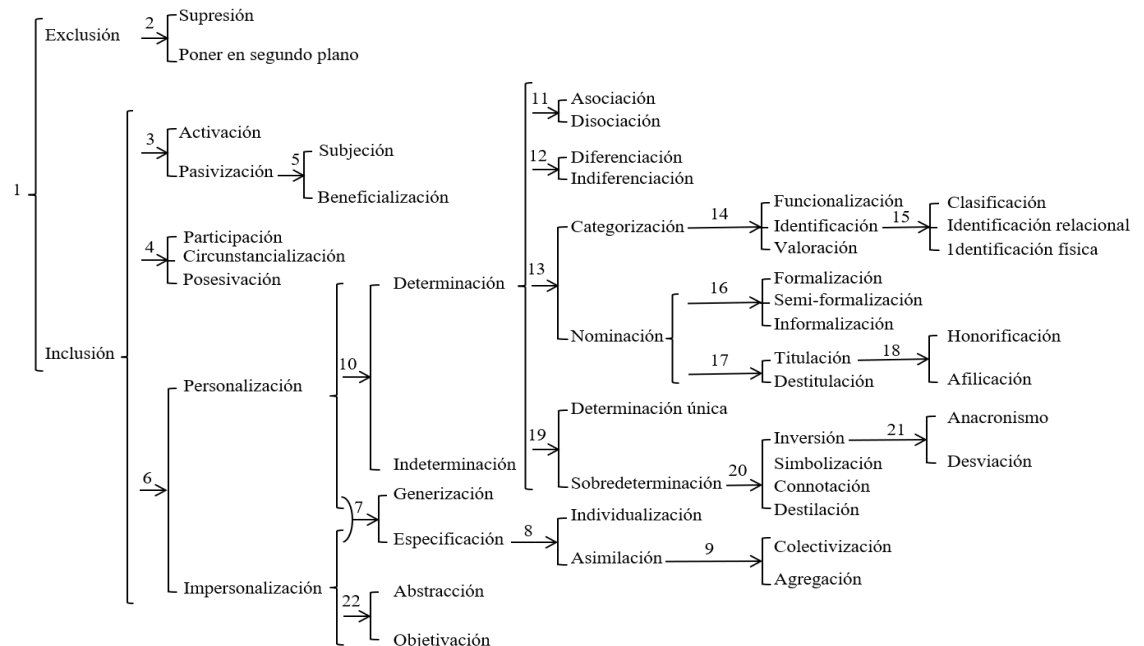 1
Exclusión
2
Supresión
Poner en segundo plano
Inclusión
3
Activación
Pasivización
5
Subjeción
Beneficialización
4
Participación
Circunstancialización
Posesivación
6
Personalización
Impersonalización
10
Determinación
Indeterminación
11
Asociación
Disociación
12
Diferenciación
Indiferenciación
13
Categorización
14
Funcionalización
Identificación
Valoración
15
Clasificación
Identificación relacional
1dentificación física
Nominación
16
Formalización
Semi-formalización
Informalización
17
Titulación
Destitulación
18
Honorificación
Afilicación
19
Determinación única
Sobredeterminación
20
Inversión
Simbolización
Connotación
Destilación
21
Anacronismo
Desviación
7
Generización
Especificación
8
Individualización
Asimilación
9
Colectivización
Agregación
22
Abstracción
Objetivación